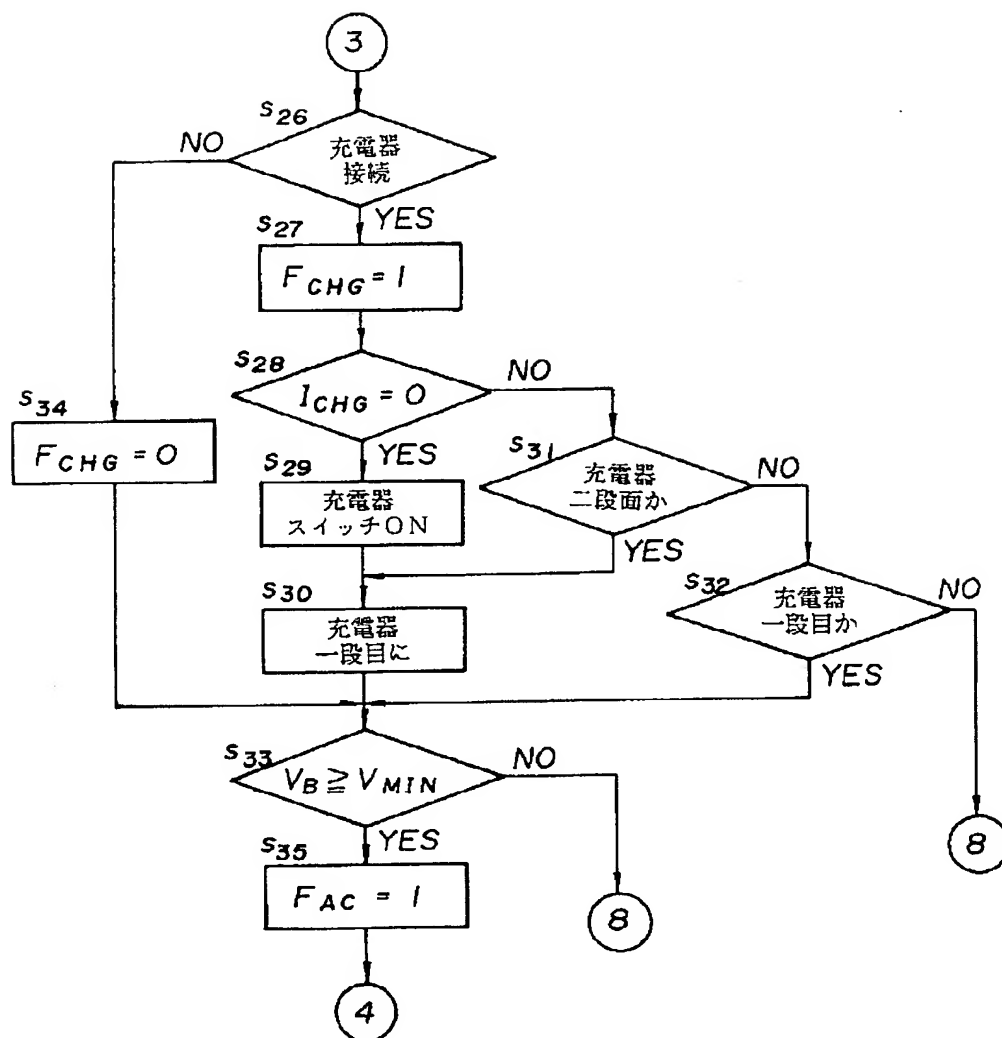 3
S26
充電器
接続
NO
YES
S27
FCHG = 1
S28
ICHG = 0
NO
YES
S34
FCHG = 0
S29
充電器
スイッチON
S31
充電器
二段面か
NO
YES
S30
充電器
一段目に
S32
充電器
一段目か
NO
YES
S33
VB ≧ VMIN
NO
YES
S35
FAC = 1
8
8
4